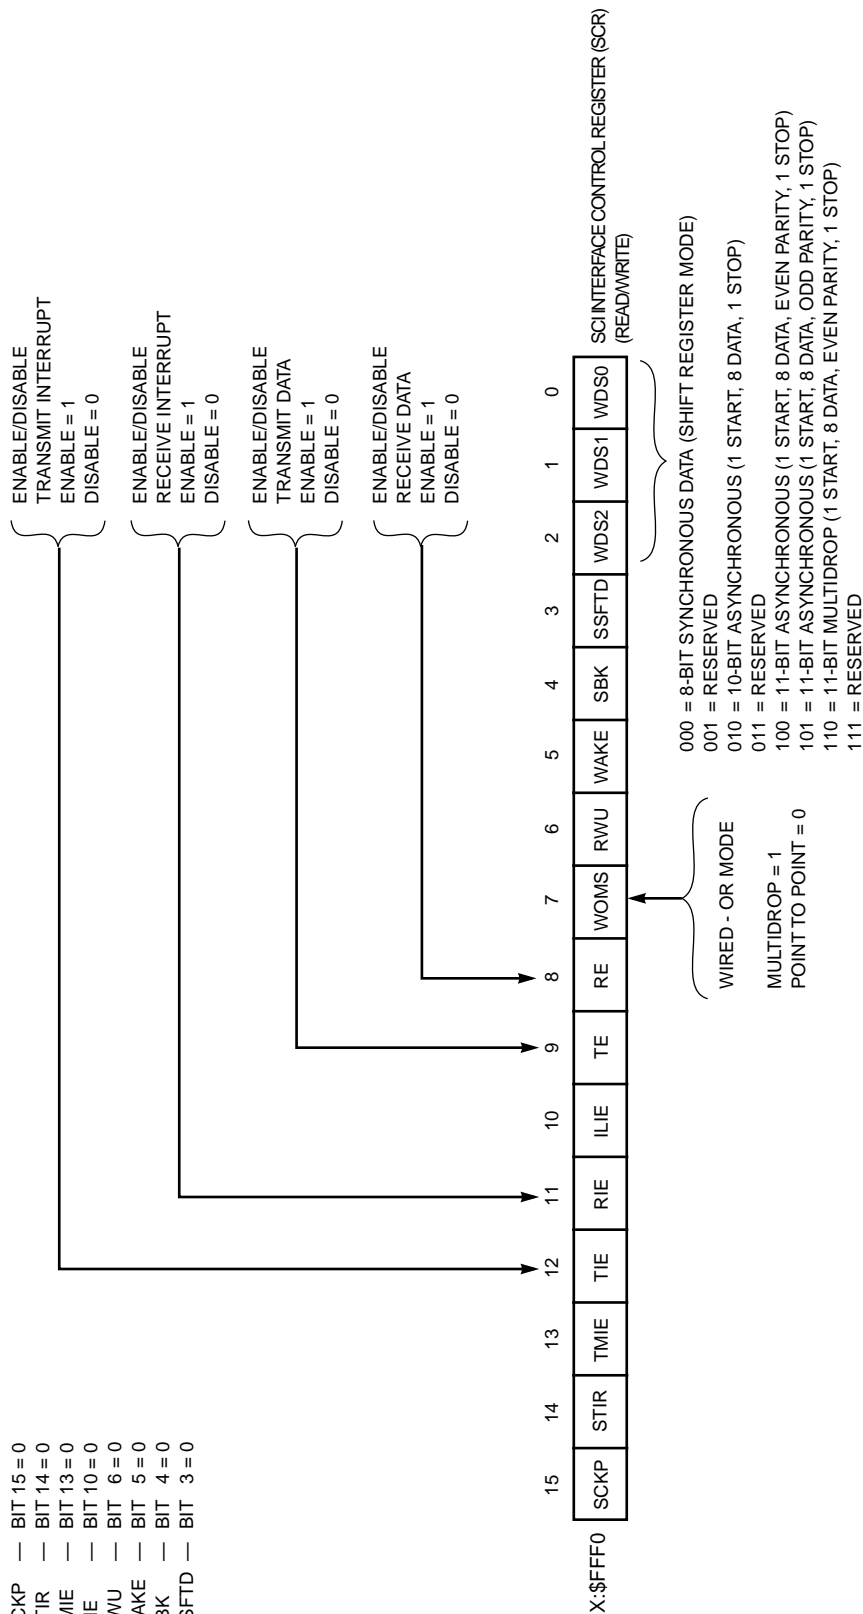 CKP — BIT 15 = 0
TIR — BIT 14 = 0
MIE — BIT 13 = 0
IE — BIT 10 = 0
WU — BIT 6 = 0
AKE — BIT 5 = 0
BK — BIT 4 = 0
SFTD — BIT 3 = 0
ENABLE/DISABLE
TRANSMIT INTERRUPT
ENABLE = 1
DISABLE = 0
ENABLE/DISABLE
RECEIVE INTERRUPT
ENABLE = 1
DISABLE = 0
ENABLE/DISABLE
TRANSMIT DATA
ENABLE = 1
DISABLE = 0
ENABLE/DISABLE
RECEIVE DATA
ENABLE = 1
DISABLE = 0
15 14 13 12 11 10 9 8 7 6 5 4 3 2 1 0
X:$FFF0 SCKP STIR TMIE TIE RIE ILIE TE RE WOMS RWU WAKE SBK SSFTD WDS2 WDS1 WDS0
SCI INTERFACE CONTROL REGISTER (SCR)
(READ/WRITE)
WIRED - OR MODE
MULTIDROP = 1
POINT TO POINT = 0
000 = 8-BIT SYNCHRONOUS DATA (SHIFT REGISTER MODE)
001 = RESERVED
010 = 10-BIT ASYNCHRONOUS (1 START, 8 DATA, 1 STOP)
011 = RESERVED
100 = 11-BIT ASYNCHRONOUS (1 START, 8 DATA, EVEN PARITY, 1 STOP)
101 = 11-BIT ASYNCHRONOUS (1 START, 8 DATA, ODD PARITY, 1 STOP)
110 = 11-BIT MULTIDROP (1 START, 8 DATA, EVEN PARITY, 1 STOP)
111 = RESERVED